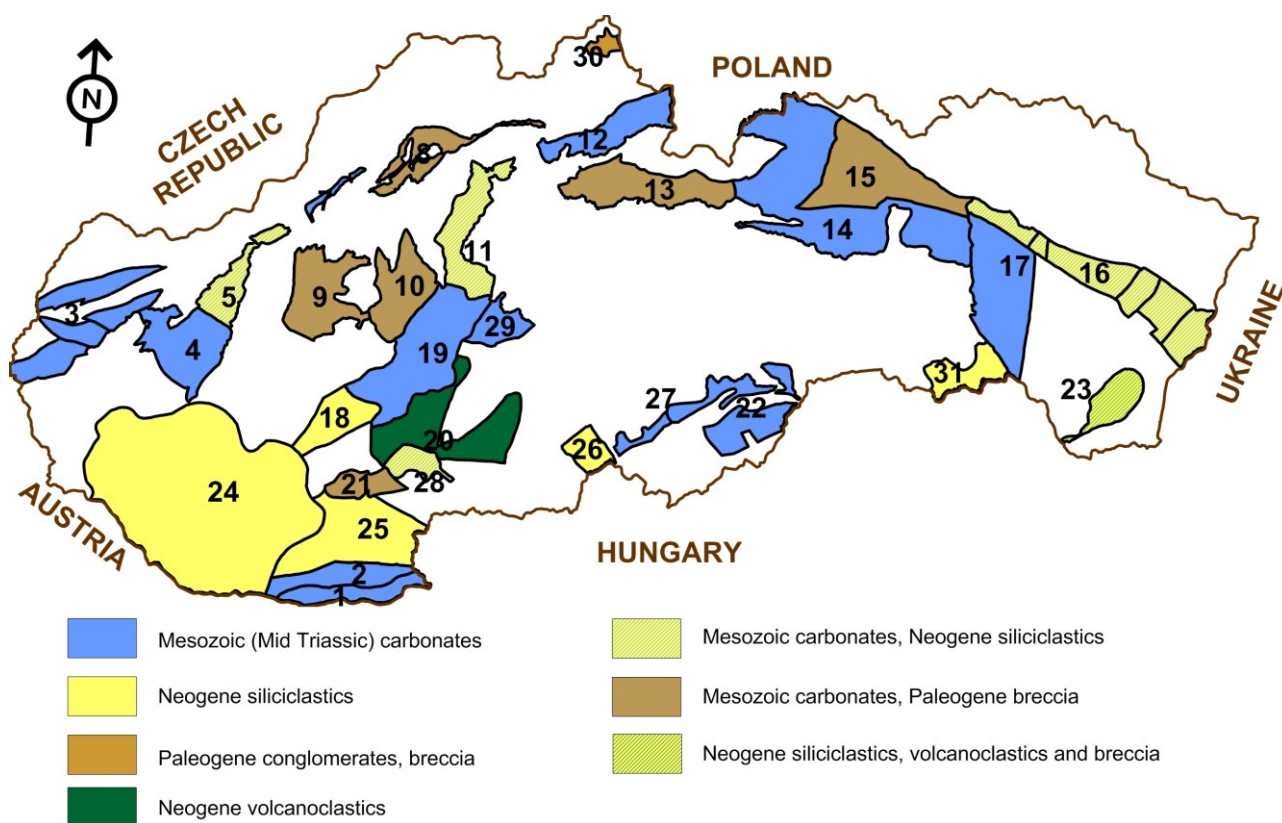 30
POLAND
N
CZECH
REPUBLIC
12
8
13
15
14
11
5
9
10
17
16
3
4
29
19
UKRAINE
31
23
27
22
18
20
26
24
21
28
25
AUSTRIA
HUNGARY
2
1
Mesozoic (Mid Triassic) carbonates
Neogene siliciclastics
Paleogene conglomerates, breccia
Neogene volcanoclastics
Mesozoic carbonates, Neogene siliciclastics
Mesozoic carbonates, Paleogene breccia
Neogene siliciclastics, volcanoclastics and breccia